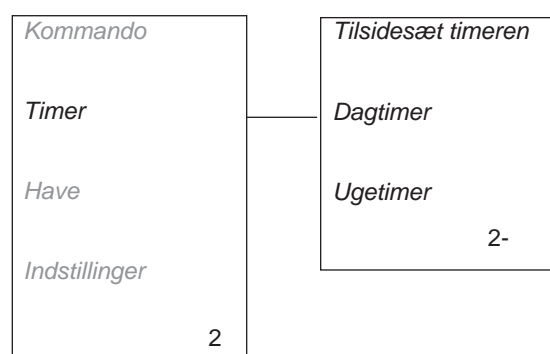 Kommando
Timer
Have
Indstillinger
2
Tilsidesæt timeren
Dagtimer
Ugetimer
2-